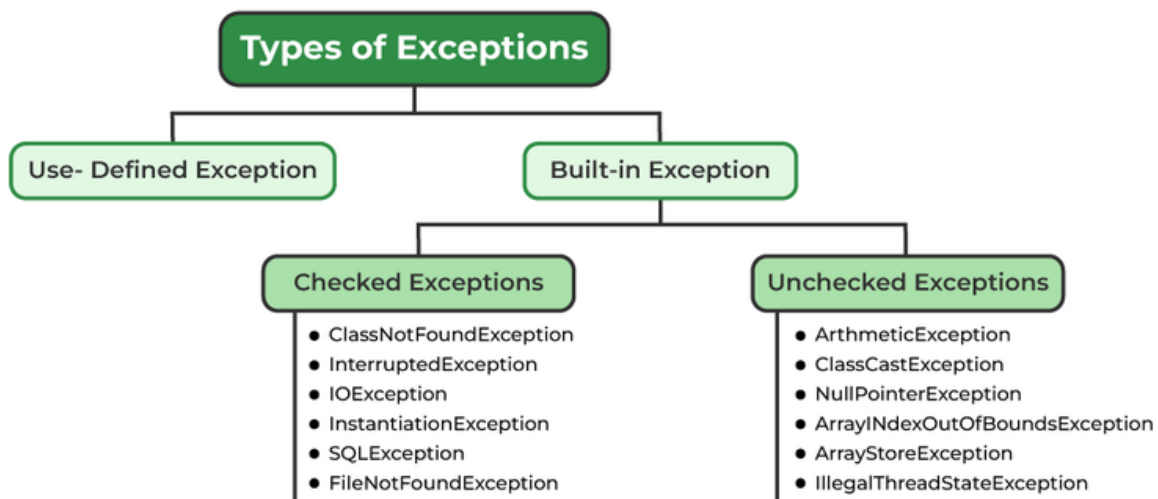 Types of Exceptions
Use- Defined Exception
Built-in Exception
Checked Exceptions
ClassNotFoundException
InterruptedException
IOException
InstantiationException
SQLException
FileNotFoundException
Unchecked Exceptions
ArthmeticException
ClassCastException
NullPointerException
ArrayINdexOutOfBoundsException
ArrayStoreException
IllegalThreadStateException